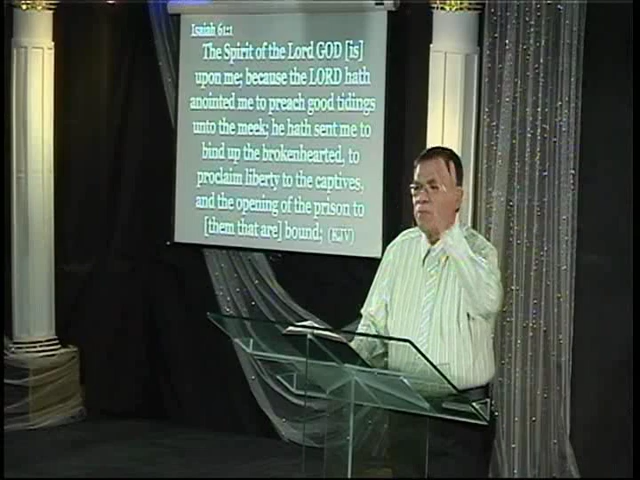 Isaiah 61:1
The Spirit of the Lord GOD [is]
upon me; because the LORD hath
anointed me to preach good tidings
unto the meek; he hath sent me to
bind up the brokenhearted, to
proclaim liberty to the captives,
and the opening of the prison to
[them that are] bound; (KJV)